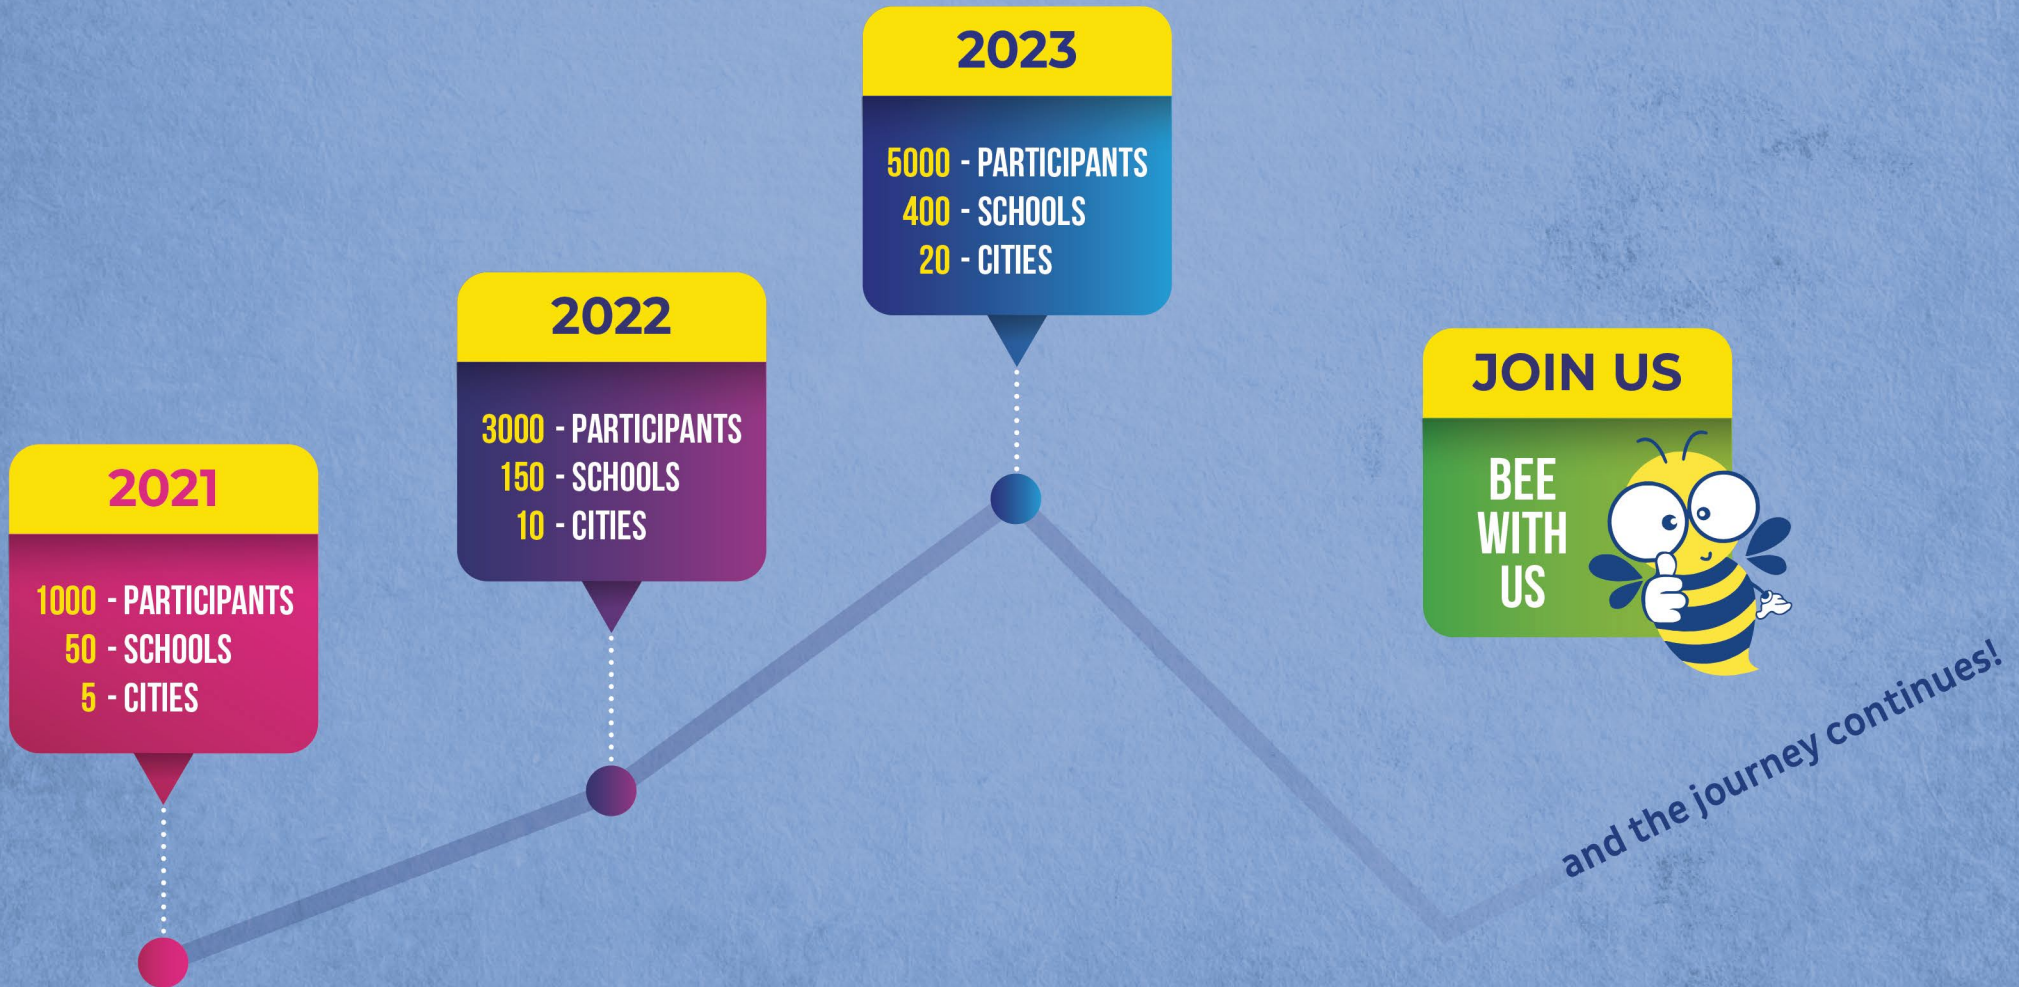 2021
1000 - PARTICIPANTS
50 - SCHOOLS
5 - CITIES
2022
3000 - PARTICIPANTS
150 - SCHOOLS
10 - CITIES
2023
5000 - PARTICIPANTS
400 - SCHOOLS
20 - CITIES
JOIN US
BEE
WITH
US
and the journey continues!